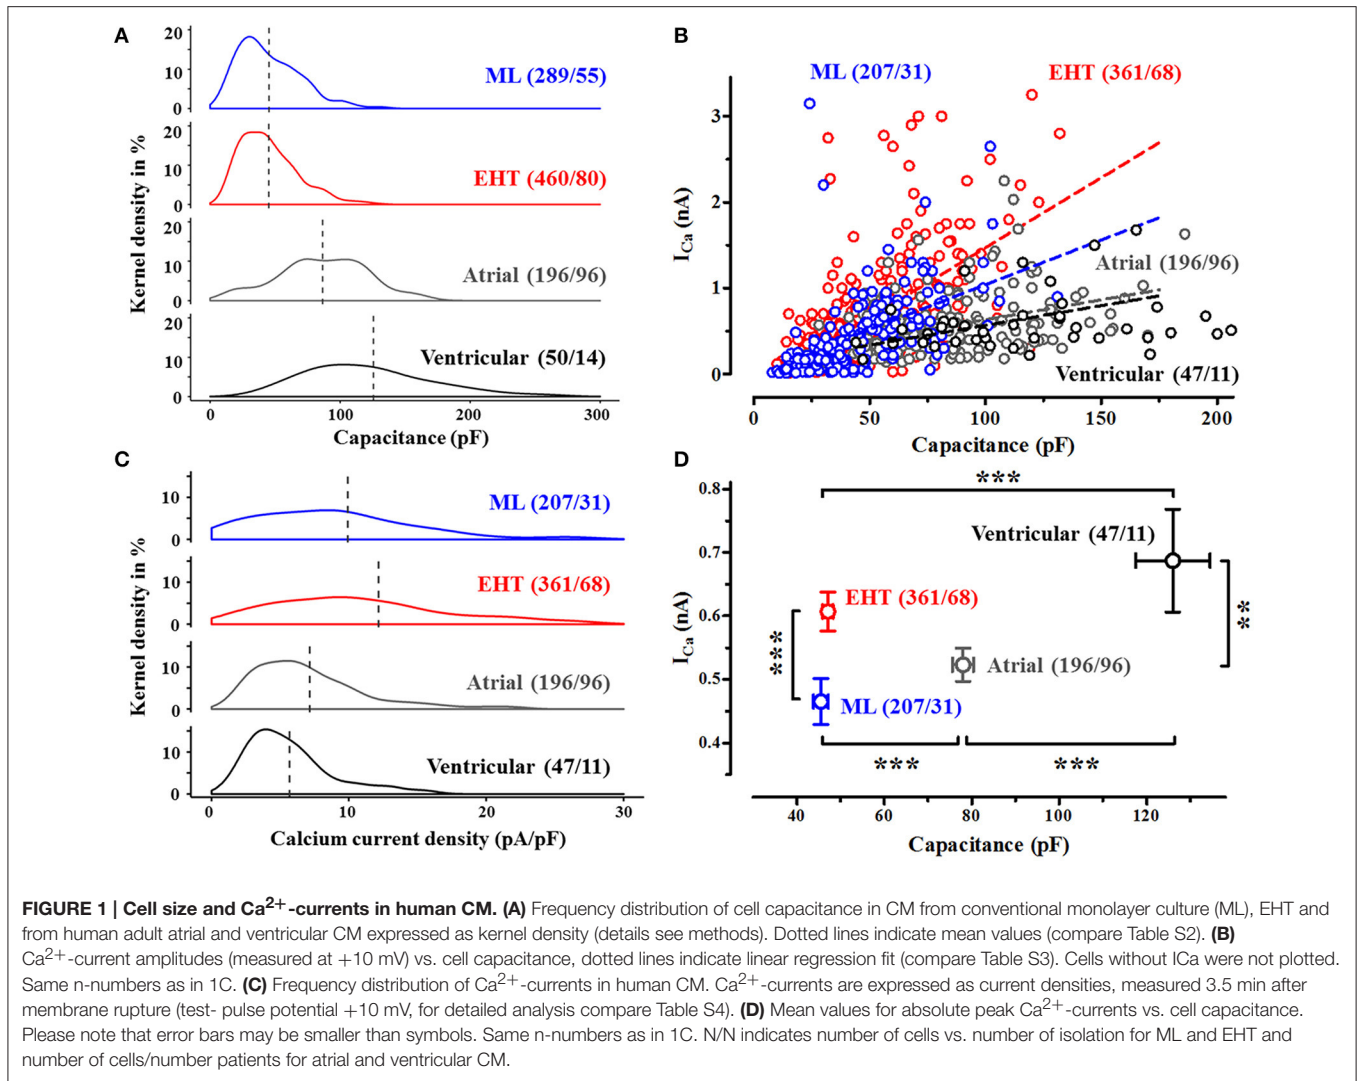 A
20
10
0
ML (289/55)
20
10
0
EHT (460/80)
20
10
0
Atrial (196/96)
20
10
0
Ventricular (50/14)
Kernel density in %
0 100 200 300
Capacitance (pF)
B
ML (207/31)
EHT (361/68)
3
2
1
0
I_Ca (nA)
Atrial (196/96)
Ventricular (47/11)
0 50 100 150 200
Capacitance (pF)
C
10
0
ML (207/31)
10
0
EHT (361/68)
10
0
Atrial (196/96)
10
0
Ventricular (47/11)
Kernel density in %
0 10 20 30
Calcium current density (pA/pF)
D
0.8
0.7
0.6
0.5
0.4
I_Ca (nA)
***
Ventricular (47/11)
**
EHT (361/68)
***
Atrial (196/96)
ML (207/31)
*** ***
40 60 80 100 120
Capacitance (pF)
FIGURE 1 | Cell size and Ca2+-currents in human CM. (A) Frequency distribution of cell capacitance in CM from conventional monolayer culture (ML), EHT and
from human adult atrial and ventricular CM expressed as kernel density (details see methods). Dotted lines indicate mean values (compare Table S2). (B)
Ca2+-current amplitudes (measured at +10 mV) vs. cell capacitance, dotted lines indicate linear regression fit (compare Table S3). Cells without ICa were not plotted.
Same n-numbers as in 1C. (C) Frequency distribution of Ca2+-currents in human CM. Ca2+-currents are expressed as current densities, measured 3.5 min after
membrane rupture (test- pulse potential +10 mV, for detailed analysis compare Table S4). (D) Mean values for absolute peak Ca2+-currents vs. cell capacitance.
Please note that error bars may be smaller than symbols. Same n-numbers as in 1C. N/N indicates number of cells vs. number of isolation for ML and EHT and
number of cells/number patients for atrial and ventricular CM.